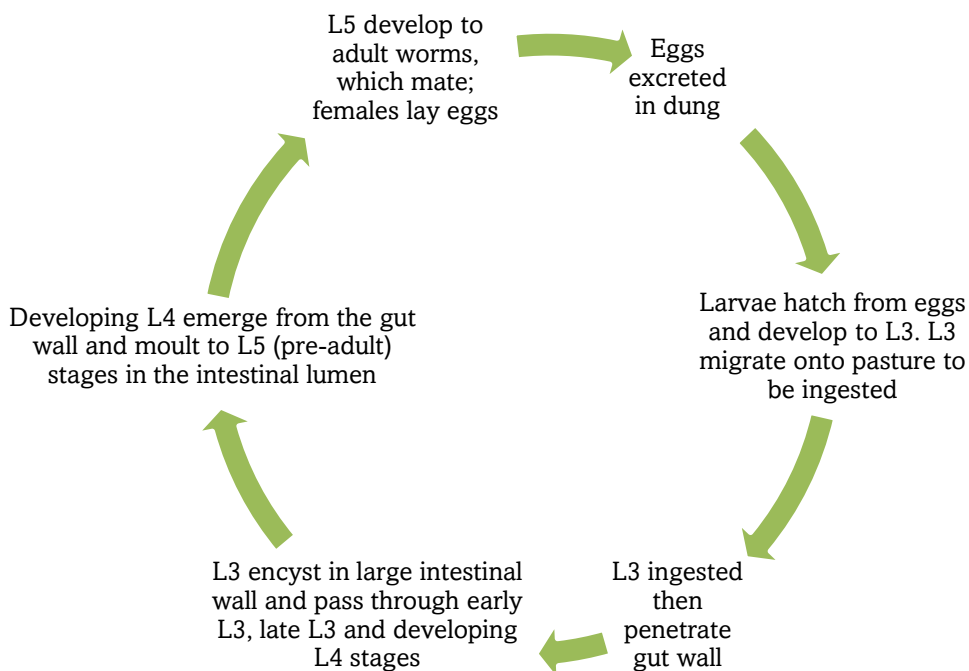 L5 develop to
adult worms,
which mate;
females lay eggs
Eggs
excreted
in dung
Larvae hatch from eggs
and develop to L3. L3
migrate onto pasture to
be ingested
L3 ingested
then
penetrate
gut wall
L3 encyst in large intestinal
wall and pass through early
L3, late L3 and developing
L4 stages
Developing L4 emerge from the gut
wall and moult to L5 (pre-adult)
stages in the intestinal lumen